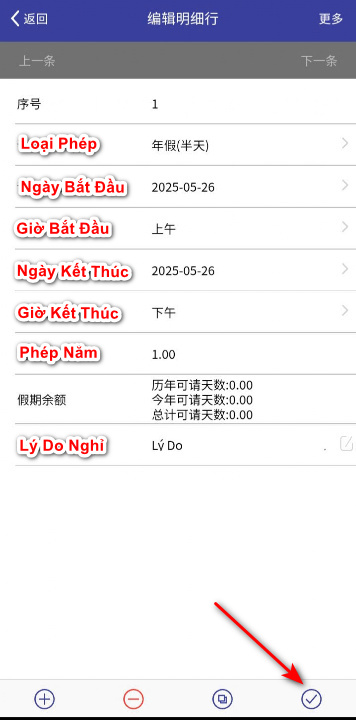 返回 编辑明细行 更多
上一条 下一条
序号 1
Loại Phép 年假(半天)
Ngày Bắt Đầu 2025-05-26
Giờ Bắt Đầu 上午
Ngày Kết Thúc 2025-05-26
Giờ Kết Thúc 下午
Phép Năm 1.00
历年可请天数:0.00
假期余额 今年可请天数:0.00
总计可请天数:0.00
Lý Do Nghỉ Lý Do .